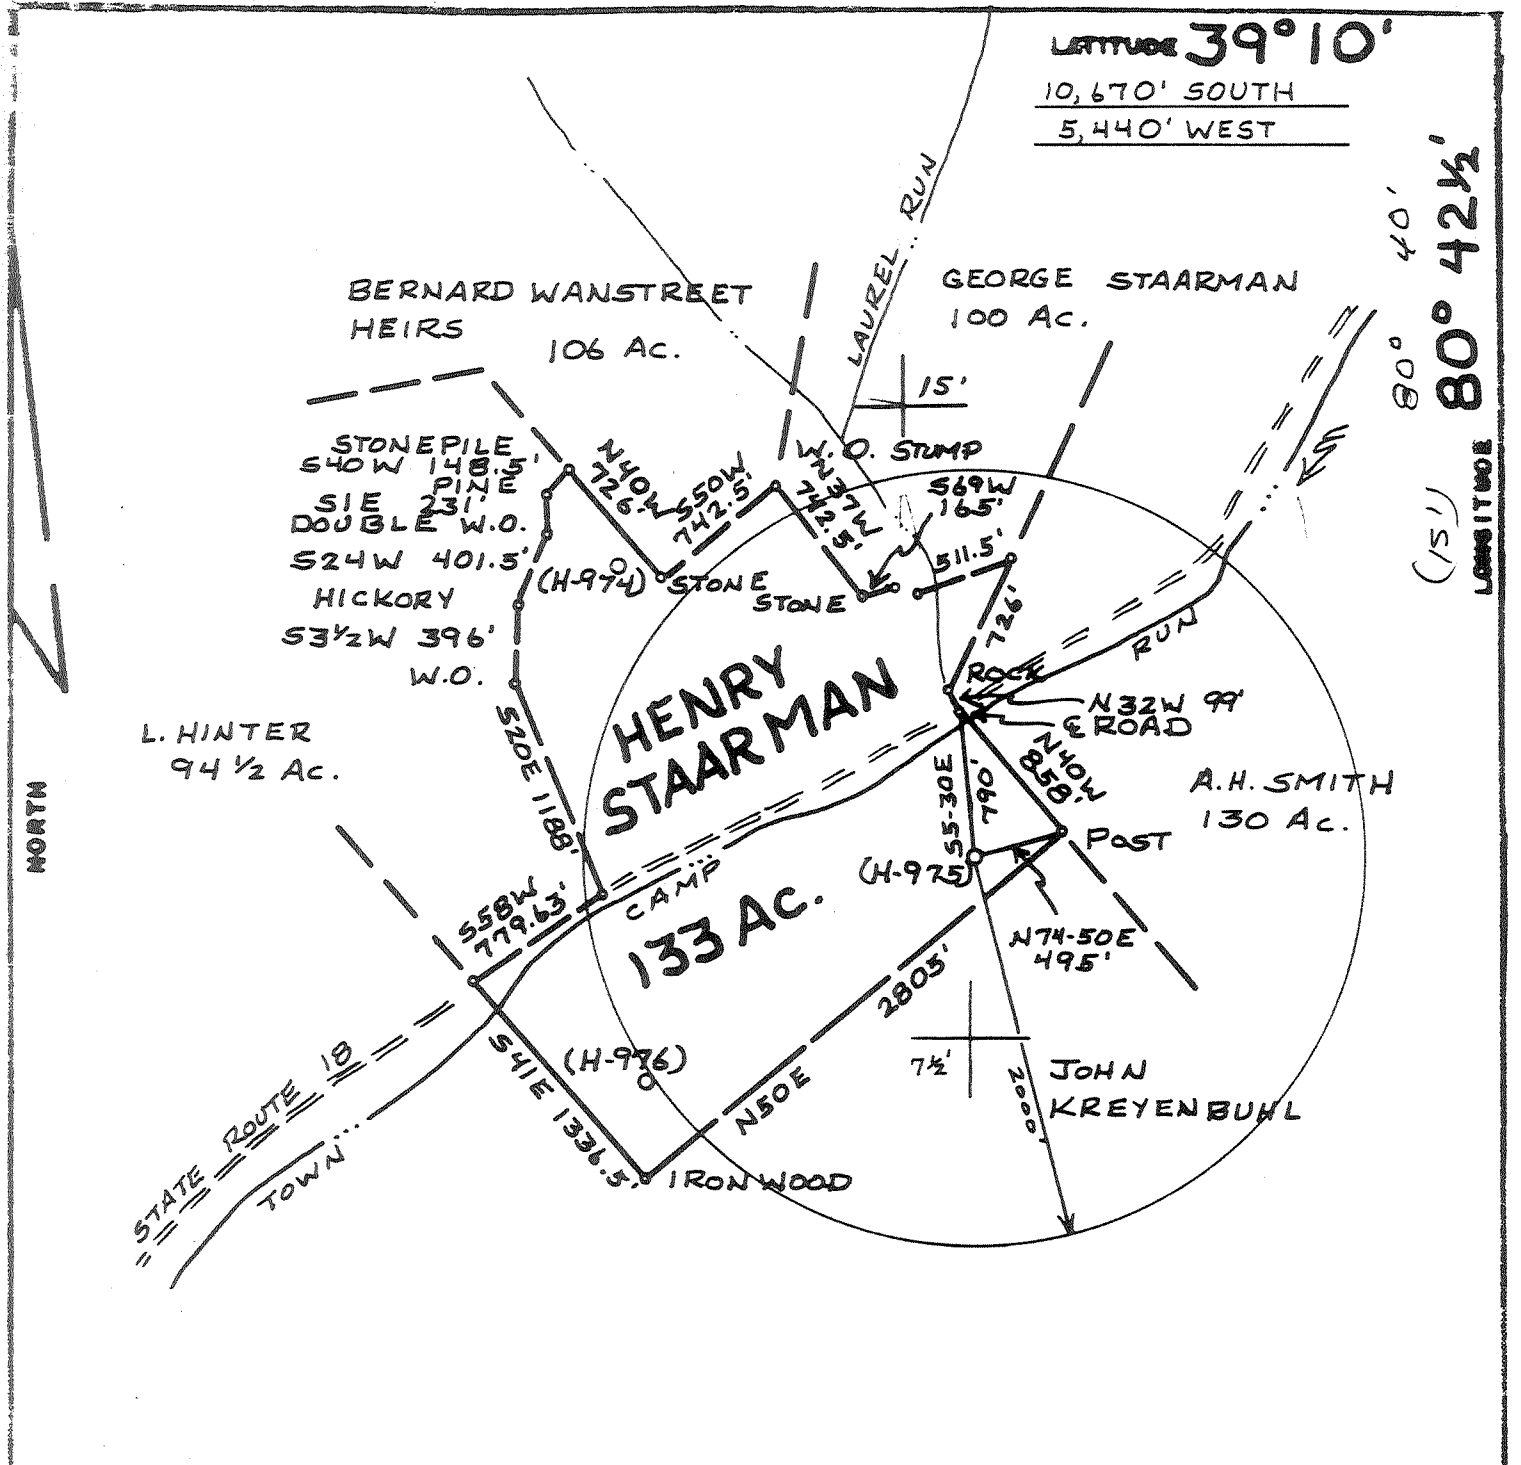 LATITUDE 39°10'
10,670' SOUTH
5,440' WEST
80° 40'
LONGITUDE 80° 42½'
(15')
LAUREL RUN
BERNARD WANSTREET
HEIRS
106 AC.
GEORGE STAARMAN
100 AC.
15'
STONEPILE
S40W 148.5'
PINE
S1E 231'
DOUBLE W.O.
S24W 401.5'
HICKORY
S3½W 396'
W.O.
N40W
726'
S50W
742.5'
W.O. STUMP
N37W
742.5'
S69W
165'
511.5'
(H-974)
STONE
STONE
726'
RUN
ROCK
N32W 99'
℄ ROAD
HENRY
STAARMAN
L. HINTER
94 ½ AC.
NORTH
S20E 1188'
N40W
858'
S5-30E
790'
A.H. SMITH
130 AC.
POST
(H-975)
CAMP
S58W
779.63'
133 AC.
N74-50E
495'
2805'
N50E
7½'
2000'
JOHN
KREYENBUHL
(H-976)
S41E 1336.5'
IRONWOOD
STATE ROUTE 18
TOWN